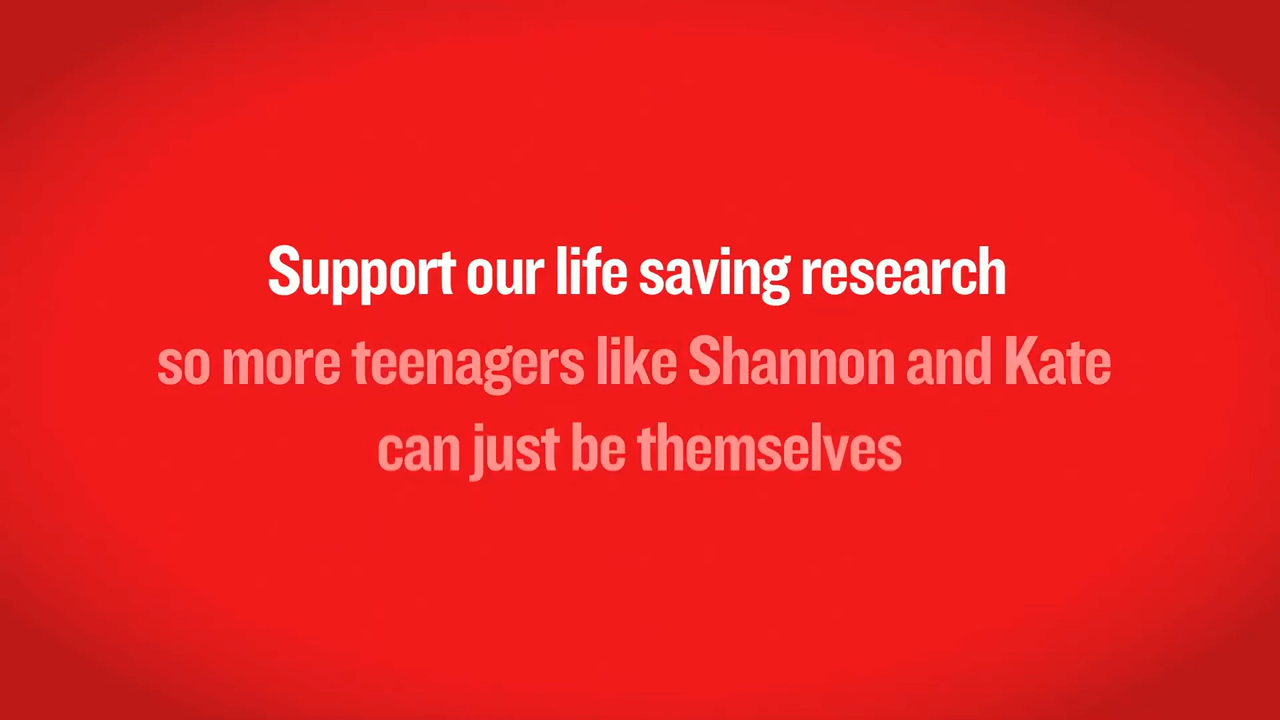 Support our life saving research
so more teenagers like Shannon and Kate
can just be themselves